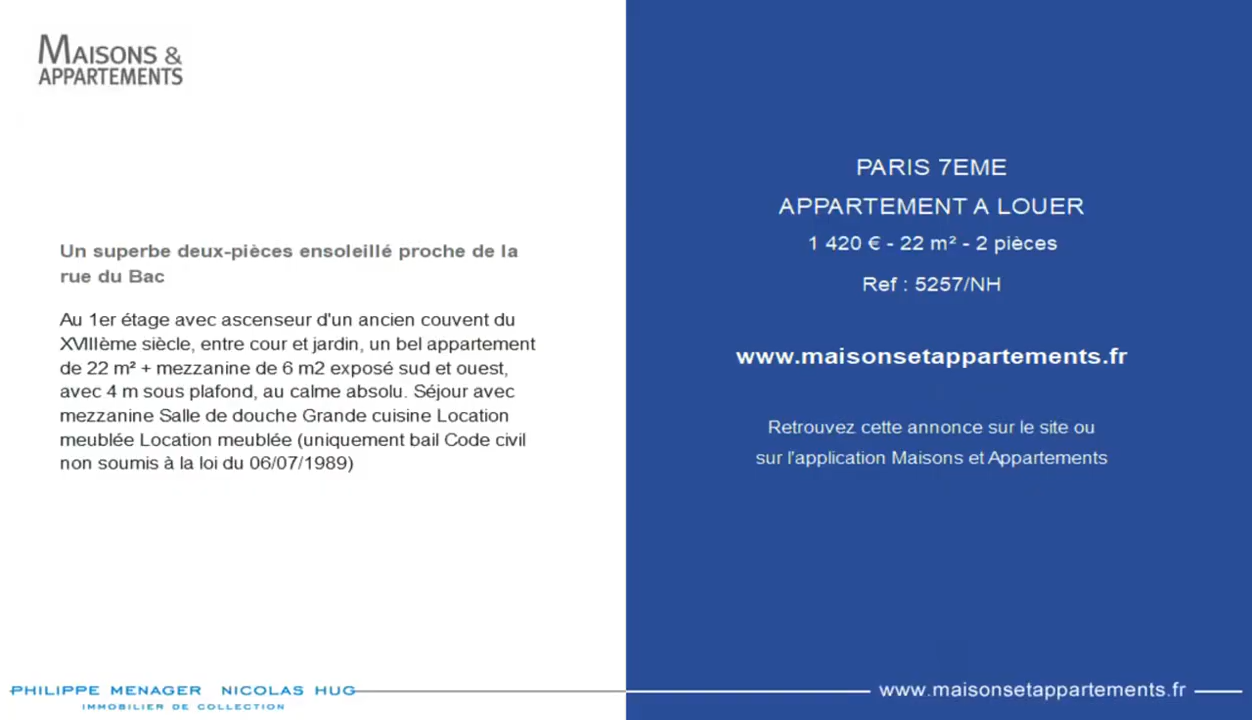 MAISONS &
APPARTEMENTS
Un superbe deux-pièces ensoleillé proche de la
rue du Bac
Au 1er étage avec ascenseur d'un ancien couvent du
XVIIIème siècle, entre cour et jardin, un bel appartement
de 22 m² + mezzanine de 6 m2 exposé sud et ouest,
avec 4 m sous plafond, au calme absolu. Séjour avec
mezzanine Salle de douche Grande cuisine Location
meublée Location meublée (uniquement bail Code civil
non soumis à la loi du 06/07/1989)
PARIS 7EME
APPARTEMENT A LOUER
1 420 € - 22 m² - 2 pièces
Ref : 5257/NH
www.maisonsetappartements.fr
Retrouvez cette annonce sur le site ou
sur l'application Maisons et Appartements
PHILIPPE MENAGER NICOLAS HUG
IMMOBILIER DE COLLECTION
www.maisonsetappartements.fr